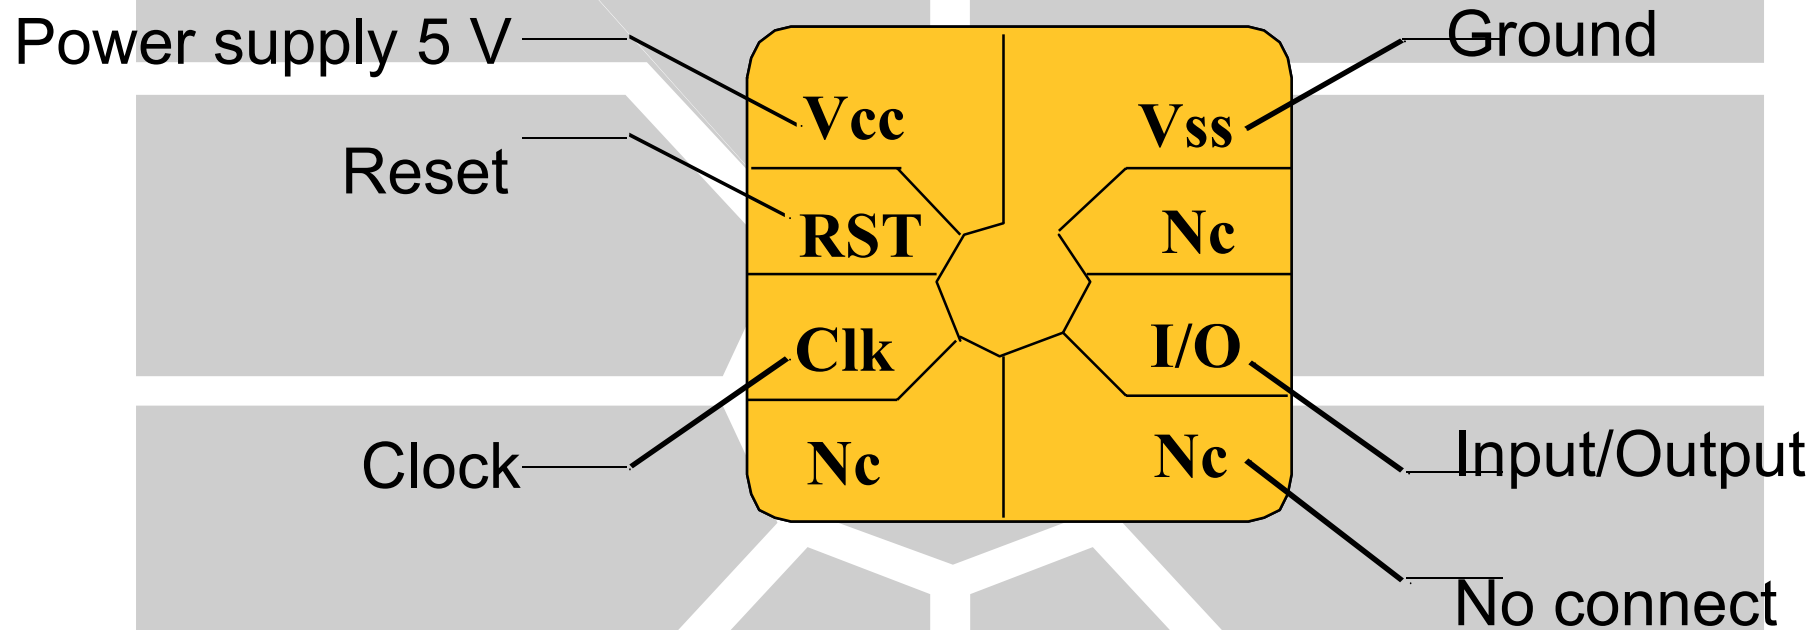 Power supply 5 V
Ground
Vcc
Vss
Reset
RST
Nc
Clk
I/O
Clock
Input/Output
Nc
Nc
No connect